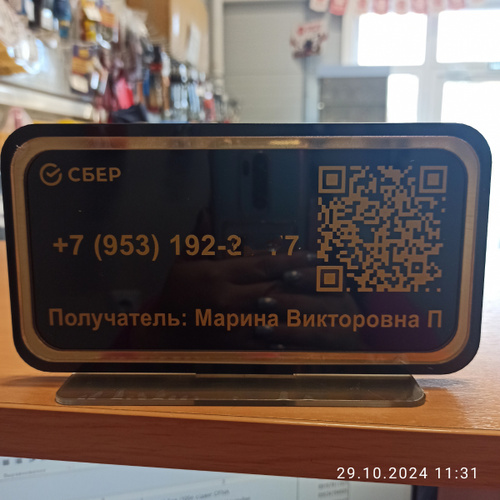 СБЕР
+7 (953) 192-
Получатель: Марина Викторовна П
29.10.2024 11:31